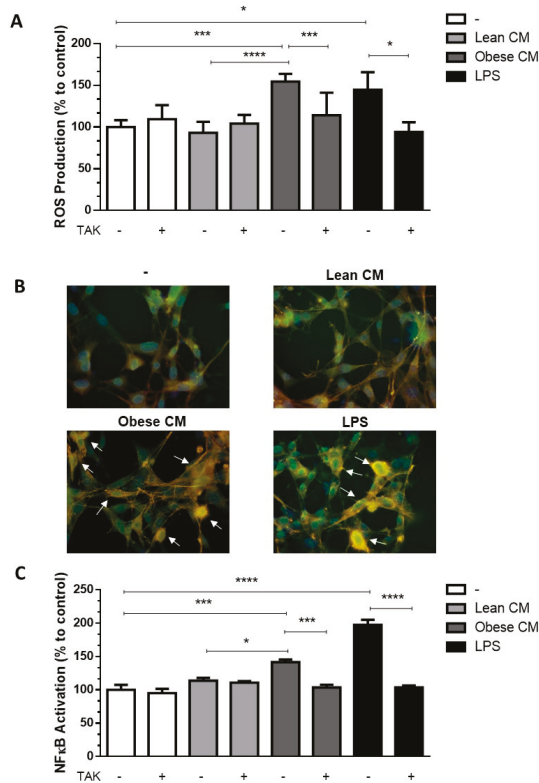 A
*
***
***
*
****
ROS Production (% to control)
200
150
100
50
0
TAK - + - + - + - +
-
Lean CM
Obese CM
LPS
B
-
Lean CM
Obese CM
LPS
C
****
***
****
***
*
NFκB Activation (% to control)
250
200
150
100
50
0
TAK - + - + - + - +
-
Lean CM
Obese CM
LPS